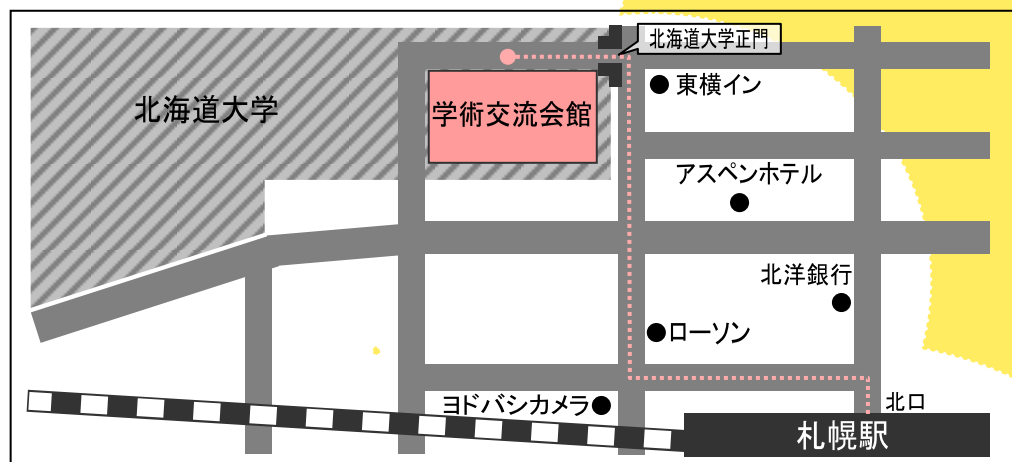 北海道大学正門
東横イン
北海道大学
学術交流会館
アスペンホテル
北洋銀行
ローソン
ヨドバシカメラ
北口
札幌駅